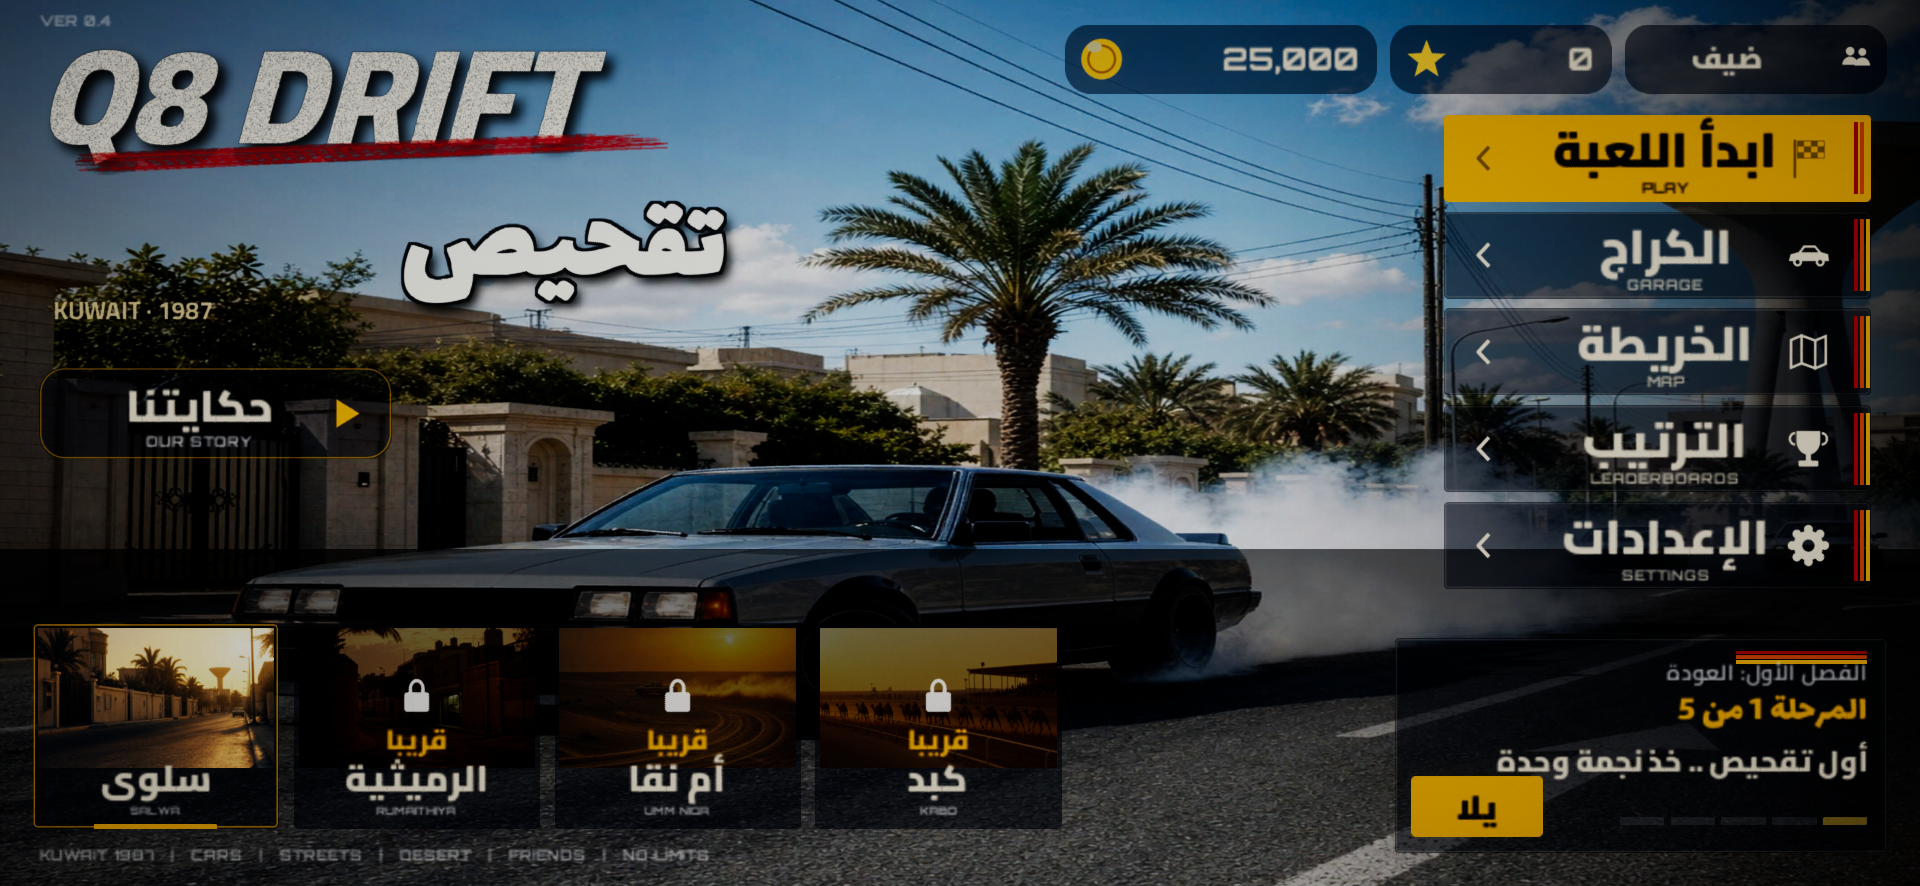 VER 0.4
Q8 DRIFT
تقحيص
KUWAIT · 1987
حكايتنا
OUR STORY
25,000
0
ضيف
ابدأ اللعبة
PLAY
الكراج
GARAGE
الخريطة
MAP
الترتيب
LEADERBOARDS
الإعدادات
SETTINGS
سلوى
SALWA
قريبا
الرميثية
RUMAITHIYA
قريبا
أم نقا
UMM NIQA
قريبا
كبد
KABD
الفصل الأول: العودة
المرحلة 1 من 5
أول تقحيص .. خذ نجمة وحدة
يلا
KUWAIT 1987 | CARS | STREETS | DESERT | FRIENDS | NO LIMITS